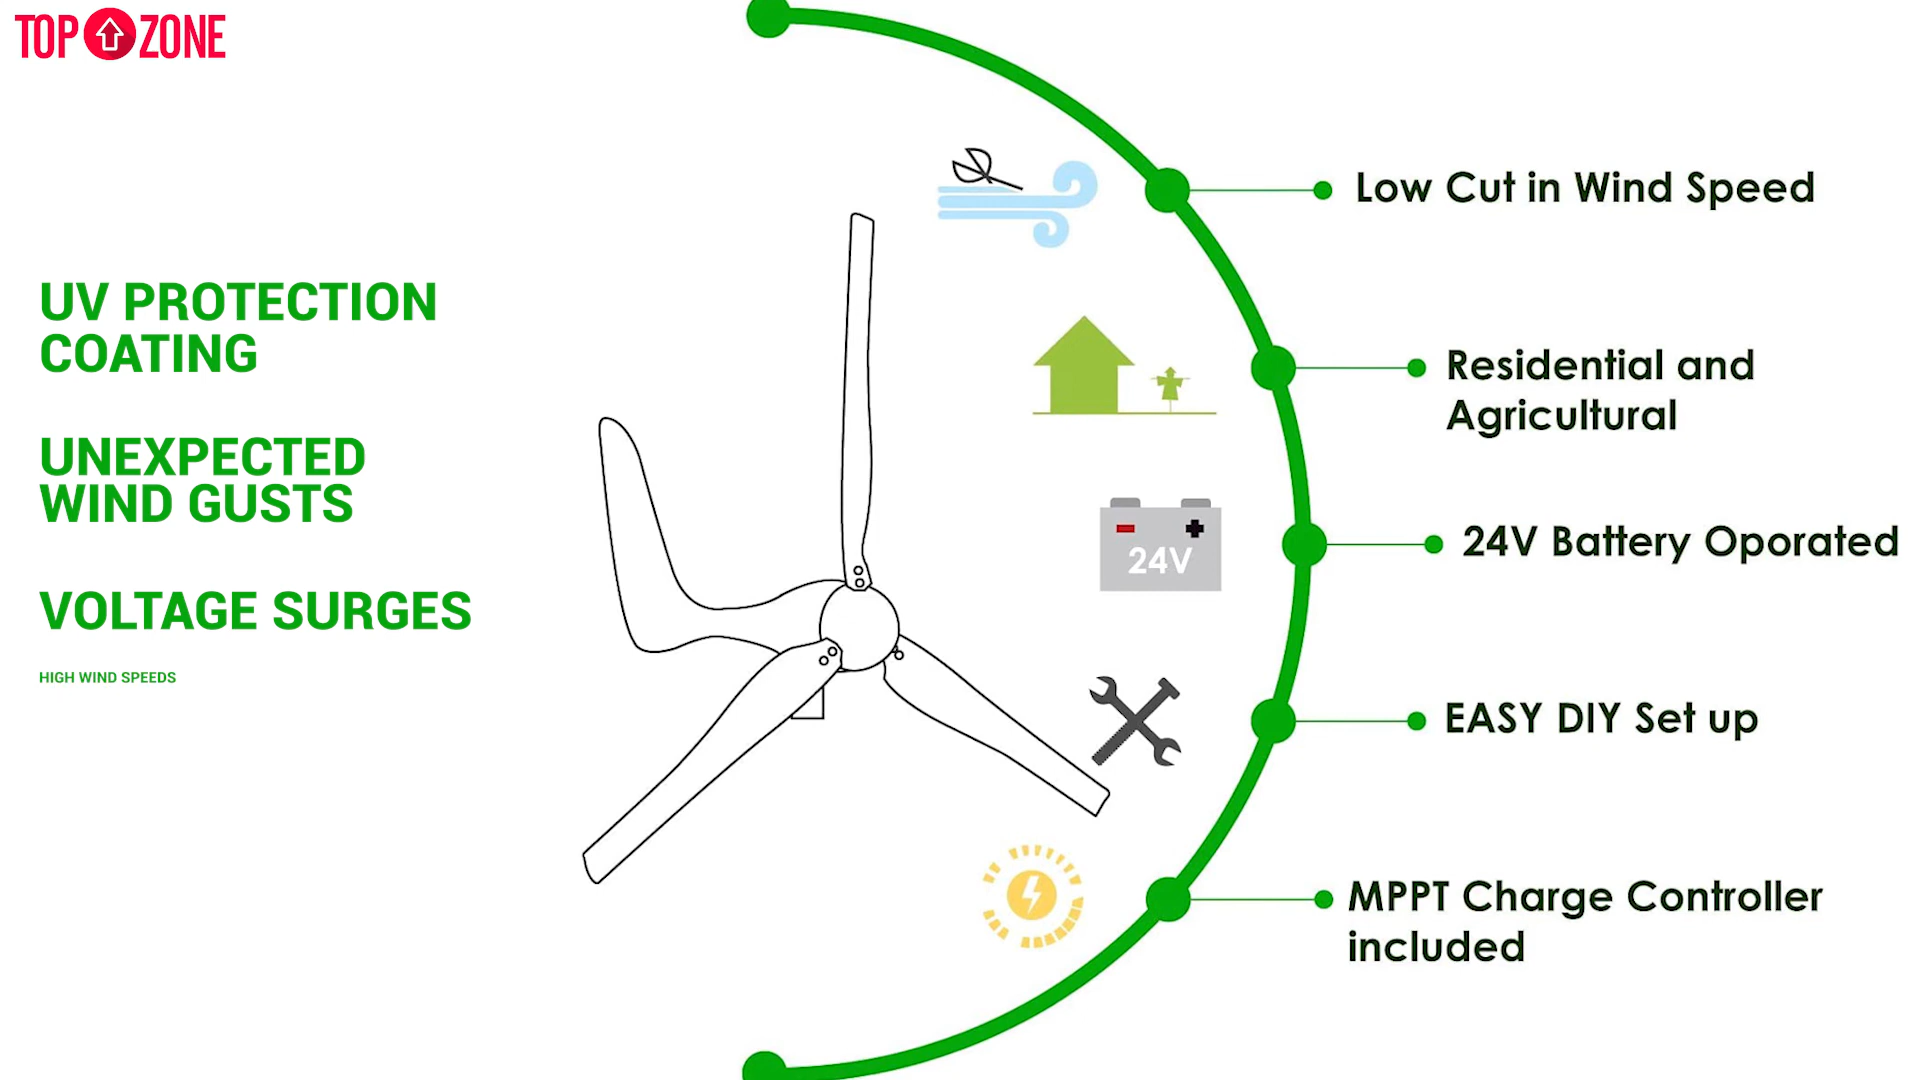 TOP ZONE
UV PROTECTION
COATING
UNEXPECTED
WIND GUSTS
VOLTAGE SURGES
HIGH WIND SPEEDS
24V
Low Cut in Wind Speed
Residential and
Agricultural
24V Battery Oporated
EASY DIY Set up
MPPT Charge Controller
included